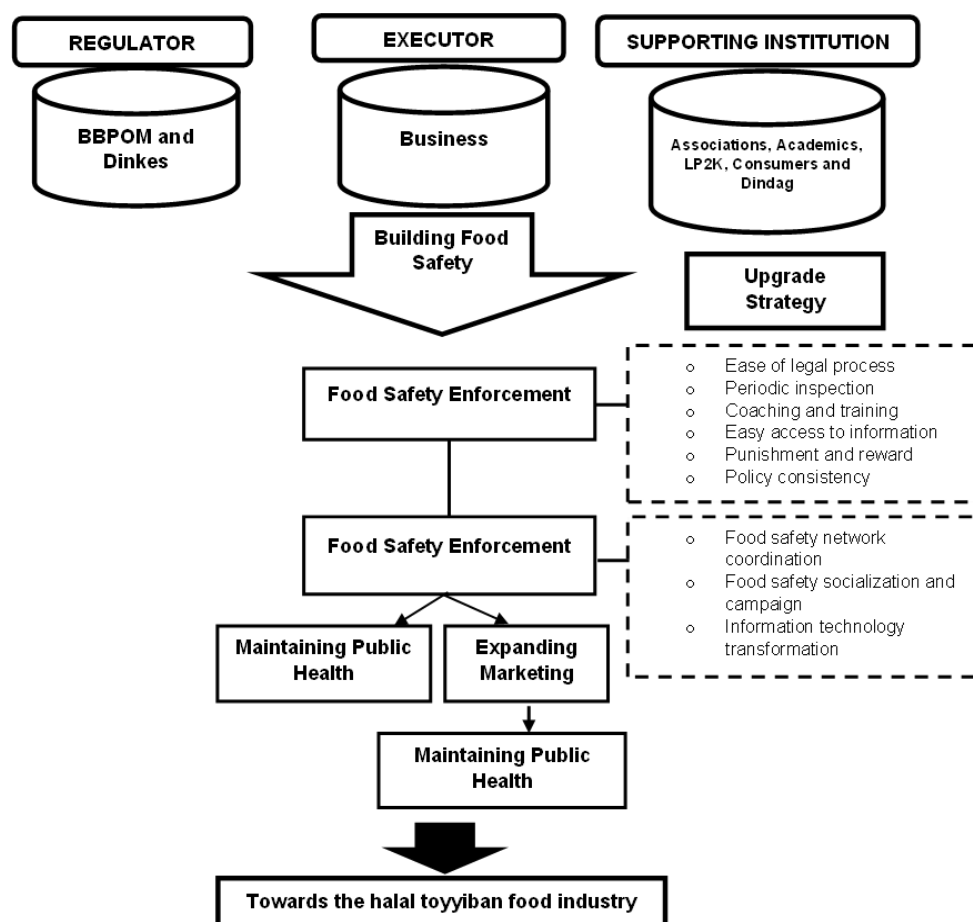 REGULATOR
EXECUTOR
SUPPORTING INSTITUTION
BBPOM and
Dinkes
Business
Associations, Academics,
LP2K, Consumers and
Dindag
Building Food
Safety
Upgrade
Strategy
Food Safety Enforcement
o Ease of legal process
o Periodic inspection
o Coaching and training
o Easy access to information
o Punishment and reward
o Policy consistency
Food Safety Enforcement
o Food safety network
coordination
o Food safety socialization and
campaign
o Information technology
transformation
Maintaining Public
Health
Expanding
Marketing
Maintaining Public
Health
Towards the halal toyyiban food industry